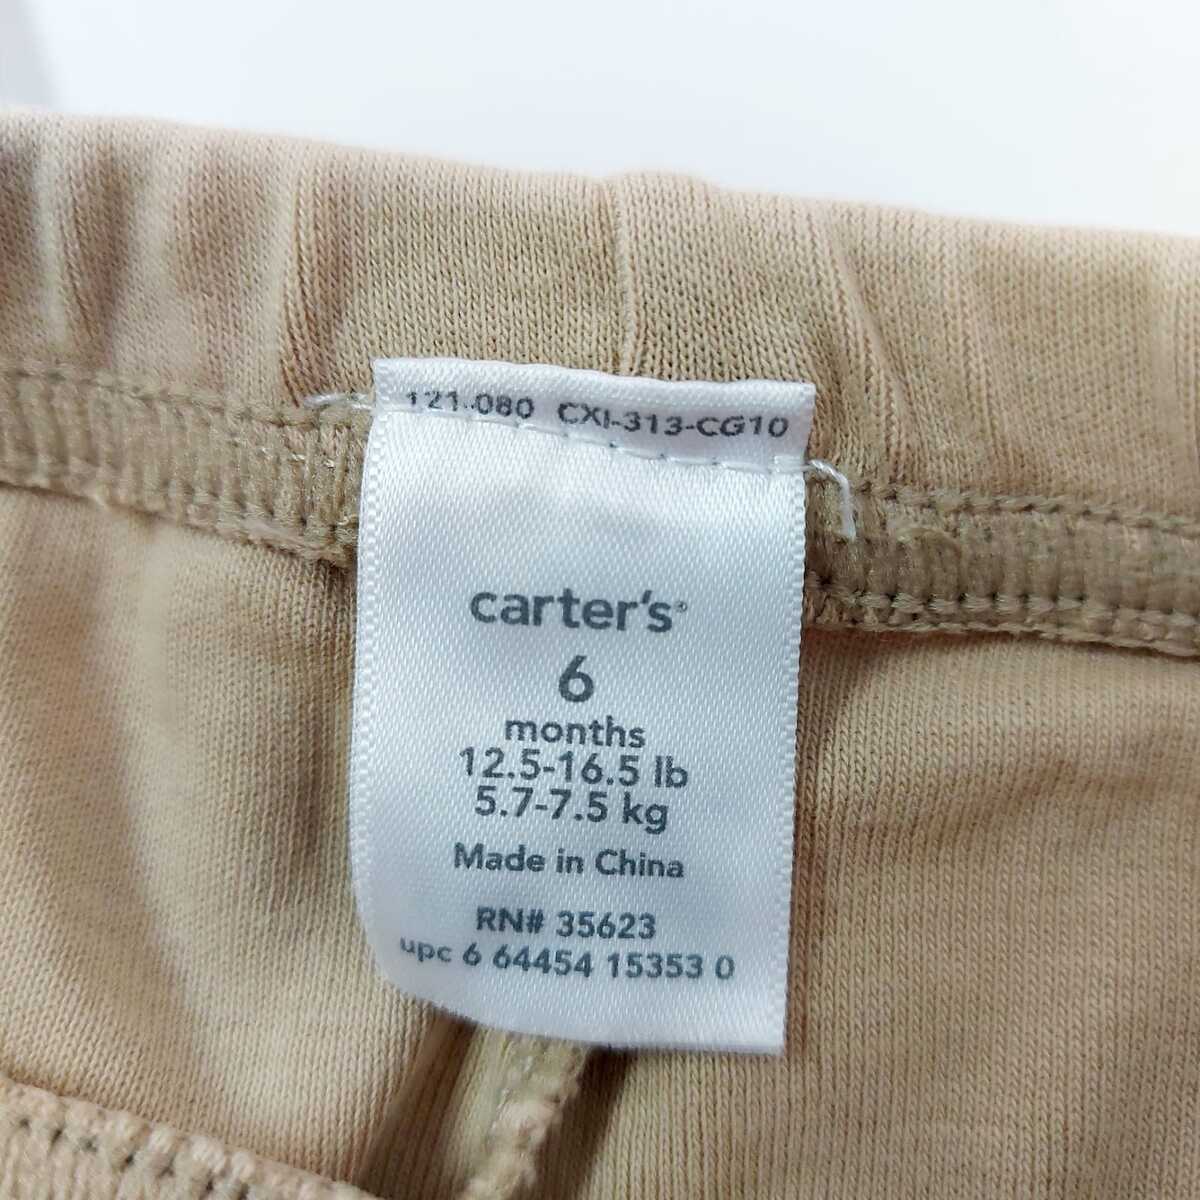 121-080 CXI-313-CG10
carter's®
6
months
12.5-16.5 lb
5.7-7.5 kg
Made in China
RN# 35623
upc 6 64454 15353 0